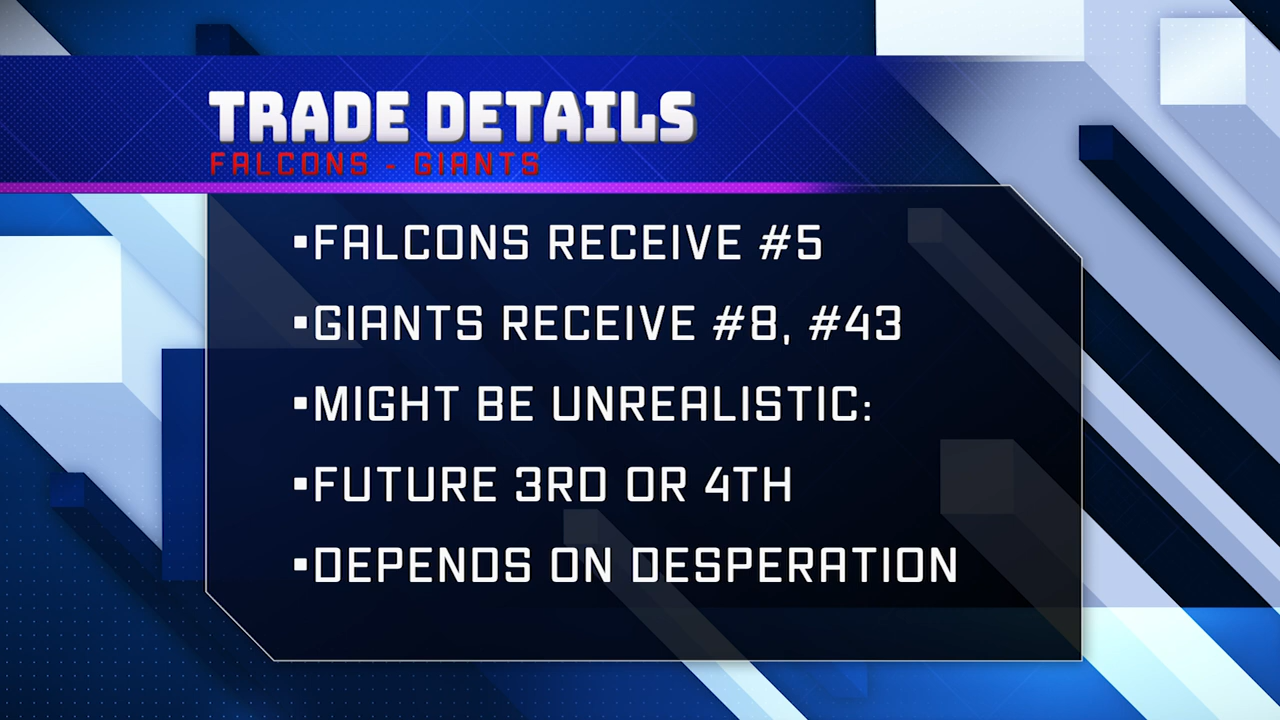 TRADE DETAILS
FALCONS - GIANTS
▪FALCONS RECEIVE #5
▪GIANTS RECEIVE #8, #43
▪MIGHT BE UNREALISTIC:
▪FUTURE 3RD OR 4TH
▪DEPENDS ON DESPERATION